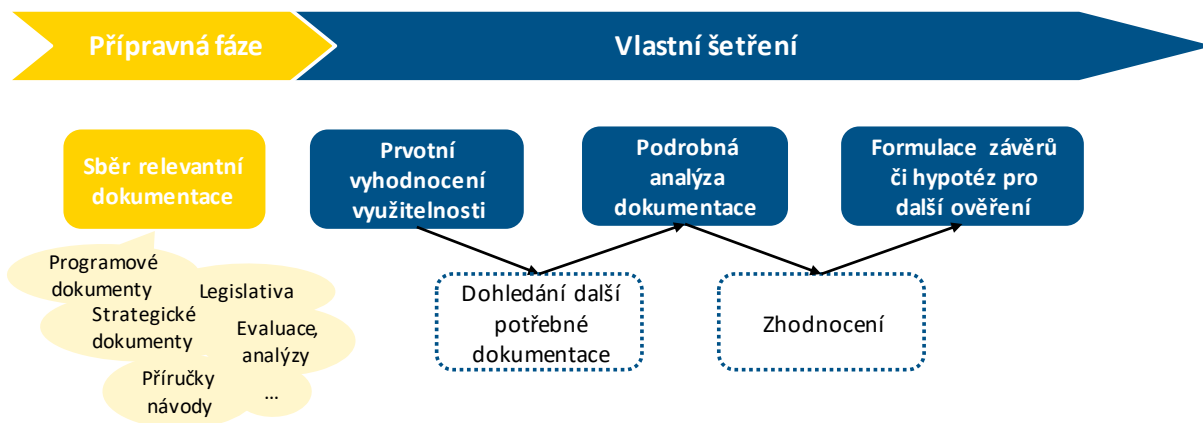 Přípravná fáze
Vlastní šetření
Sběr relevantní
dokumentace
Prvotní
vyhodnocení
využitelnosti
Podrobná
analýza
dokumentace
Formulace závěrů
či hypotéz pro
další ověření
Programové
dokumenty
Legislativa
Strategické
dokumenty
Evaluace,
analýzy
Příručky
návody
...
Dohledání další
potřebné
dokumentace
Zhodnocení